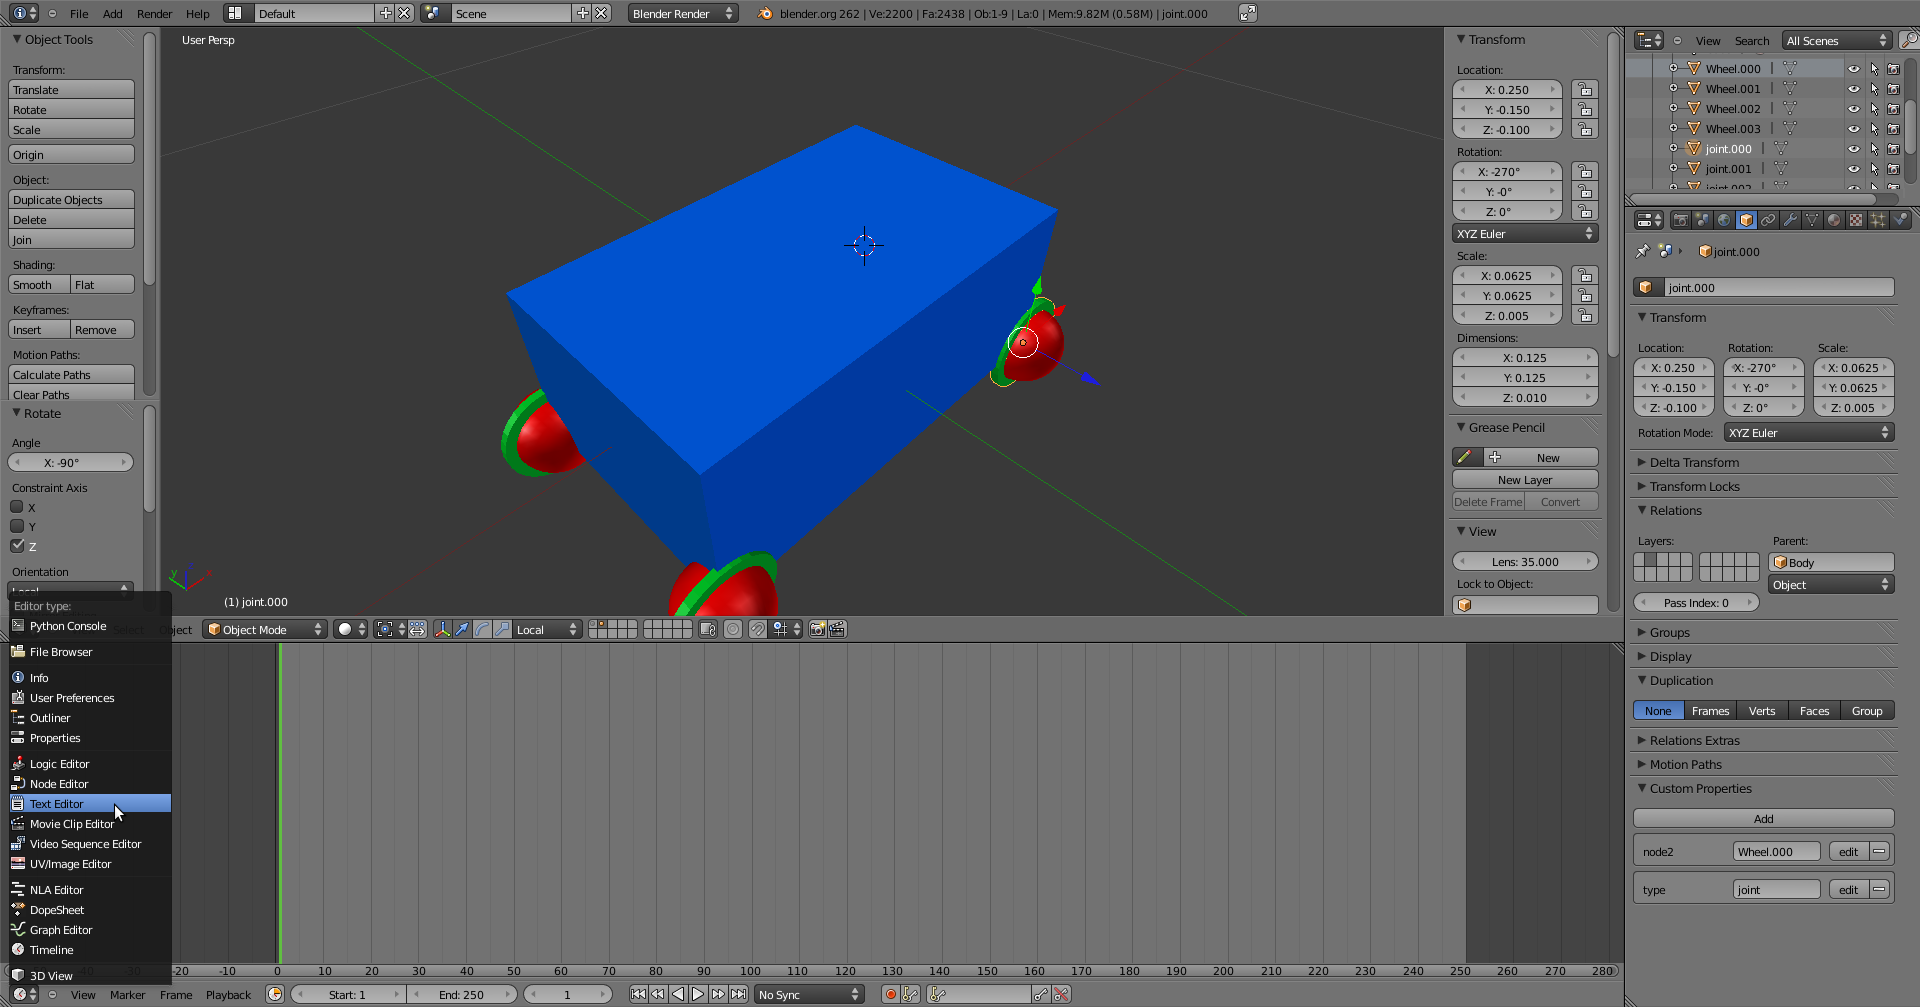 File Add Render Help Default Scene Blender Render blender.org 262 | Ve:2200 | Fa:2438 | Ob:1-9 | La:0 | Mem:9.82M (0.58M) | joint.000
Object Tools
Transform:
Translate
Rotate
Scale
Origin
Object:
Duplicate Objects
Delete
Join
Shading:
Smooth Flat
Keyframes:
Insert Remove
Motion Paths:
Calculate Paths
Clear Paths
Rotate
Angle
X: -90°
Constraint Axis
X
Y
Z
Orientation
Local
Editor type:
Python Console
File Browser
Info
User Preferences
Outliner
Properties
Logic Editor
Node Editor
Text Editor
Movie Clip Editor
Video Sequence Editor
UV/Image Editor
NLA Editor
DopeSheet
Graph Editor
Timeline
3D View
User Persp
y x
(1) joint.000
Select Object Object Mode Local
Transform
Location:
X: 0.250
Y: -0.150
Z: -0.100
Rotation:
X: -270°
Y: -0°
Z: 0°
XYZ Euler
Scale:
X: 0.0625
Y: 0.0625
Z: 0.005
Dimensions:
X: 0.125
Y: 0.125
Z: 0.010
Grease Pencil
New
New Layer
Delete Frame Convert
View
Lens: 35.000
Lock to Object:
View Search All Scenes
Wheel.000
Wheel.001
Wheel.002
Wheel.003
joint.000
joint.001
joint.002
joint.000
joint.000
Transform
Location: Rotation: Scale:
X: 0.250 X: -270° X: 0.0625
Y: -0.150 Y: -0° Y: 0.0625
Z: -0.100 Z: 0° Z: 0.005
Rotation Mode: XYZ Euler
Delta Transform
Transform Locks
Relations
Layers: Parent:
Body
Object
Pass Index: 0
Groups
Display
Duplication
None Frames Verts Faces Group
Relations Extras
Motion Paths
Custom Properties
Add
node2 Wheel.000 edit
type joint edit
-40 -20 -10 0 10 20 30 40 50 60 70 80 90 100 110 120 130 140 150 160 170 180 190 200 210 220 230 240 250 260 270 280
View Marker Frame Playback Start: 1 End: 250 1 No Sync